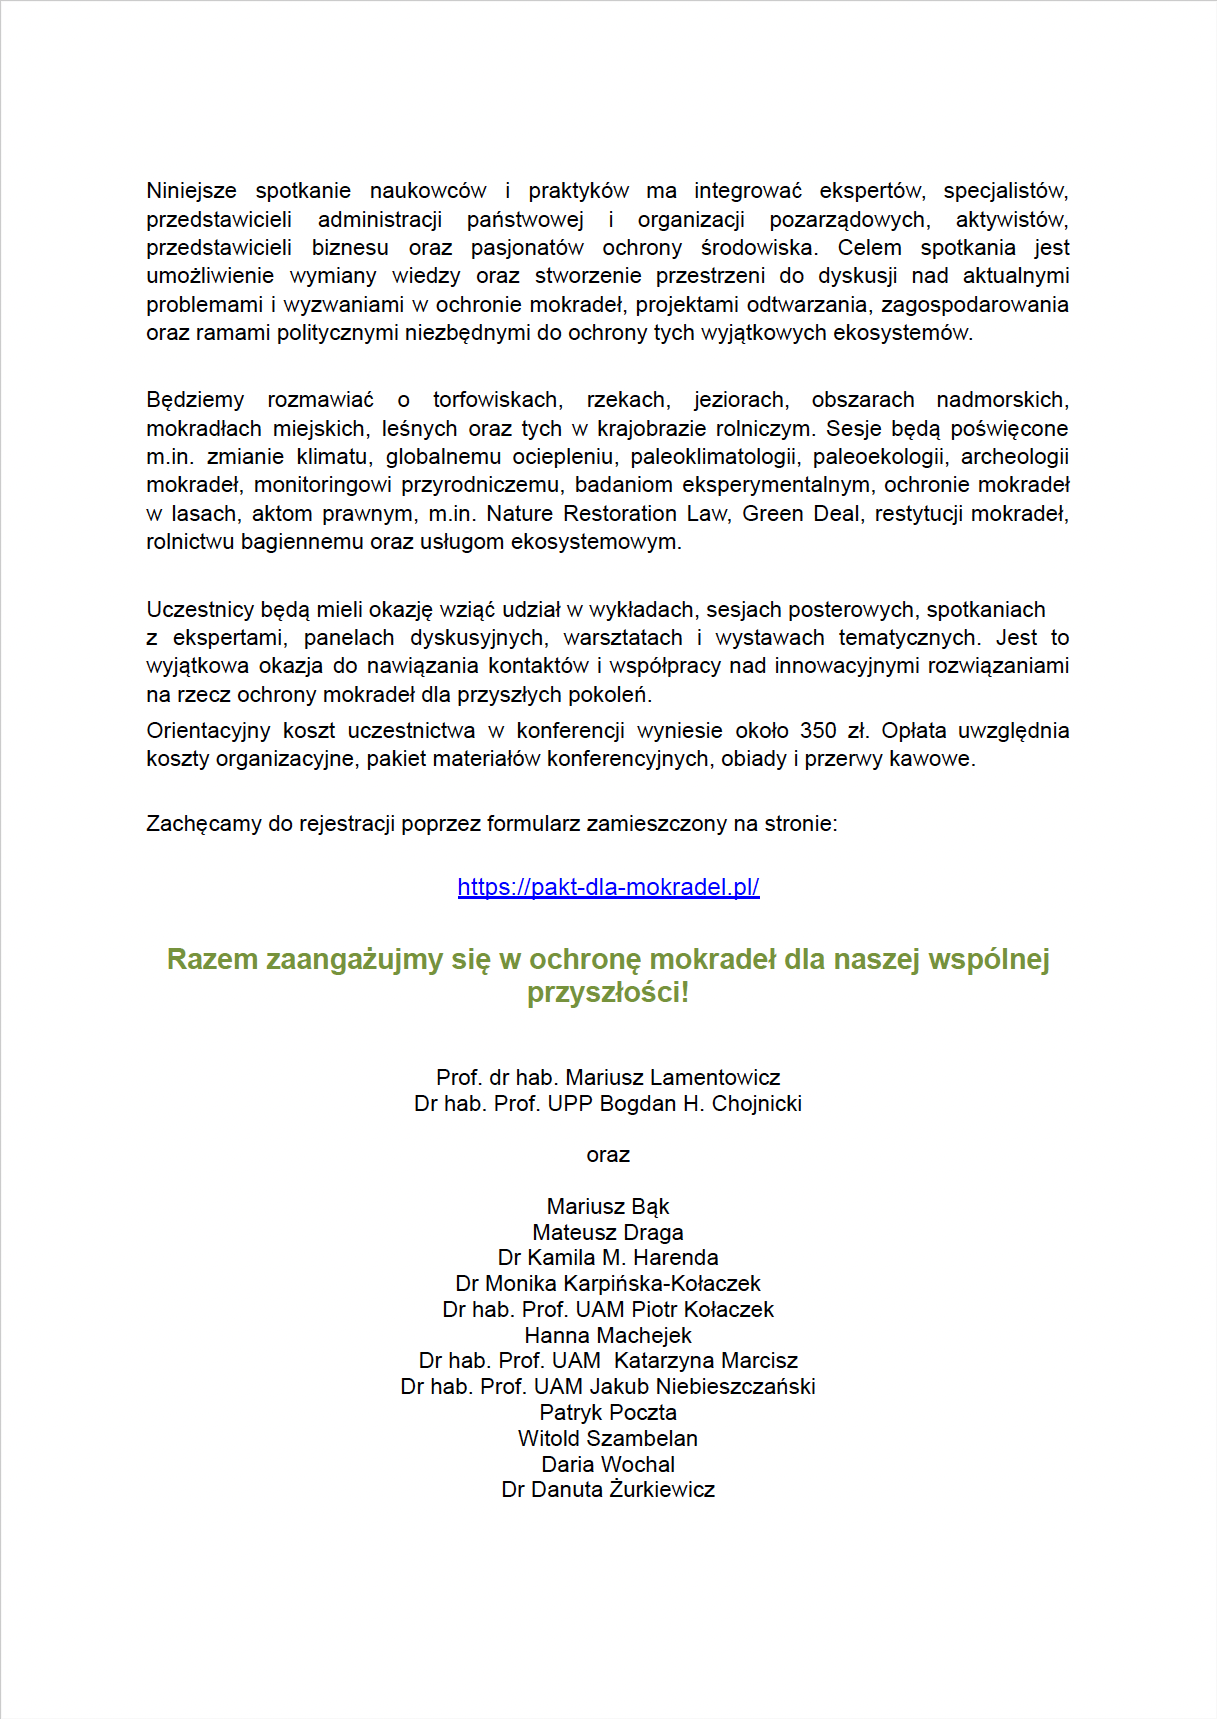 Niniejsze spotkanie naukowców i praktyków ma integrować ekspertów, specjalistów,
przedstawicieli administracji państwowej i organizacji pozarządowych, aktywistów,
przedstawicieli biznesu oraz pasjonatów ochrony środowiska. Celem spotkania jest
umożliwienie wymiany wiedzy oraz stworzenie przestrzeni do dyskusji nad aktualnymi
problemami i wyzwaniami w ochronie mokradeł, projektami odtwarzania, zagospodarowania
oraz ramami politycznymi niezbędnymi do ochrony tych wyjątkowych ekosystemów.
Będziemy rozmawiać o torfowiskach, rzekach, jeziorach, obszarach nadmorskich,
mokradłach miejskich, leśnych oraz tych w krajobrazie rolniczym. Sesje będą poświęcone
m.in. zmianie klimatu, globalnemu ociepleniu, paleoklimatologii, paleoekologii, archeologii
mokradeł, monitoringowi przyrodniczemu, badaniom eksperymentalnym, ochronie mokradeł
w lasach, aktom prawnym, m.in. Nature Restoration Law, Green Deal, restytucji mokradeł,
rolnictwu bagiennemu oraz usługom ekosystemowym.
Uczestnicy będą mieli okazję wziąć udział w wykładach, sesjach posterowych, spotkaniach
z ekspertami, panelach dyskusyjnych, warsztatach i wystawach tematycznych. Jest to
wyjątkowa okazja do nawiązania kontaktów i współpracy nad innowacyjnymi rozwiązaniami
na rzecz ochrony mokradeł dla przyszłych pokoleń.
Orientacyjny koszt uczestnictwa w konferencji wyniesie około 350 zł. Opłata uwzględnia
koszty organizacyjne, pakiet materiałów konferencyjnych, obiady i przerwy kawowe.
Zachęcamy do rejestracji poprzez formularz zamieszczony na stronie:
https://pakt-dla-mokradel.pl/
Razem zaangażujmy się w ochronę mokradeł dla naszej wspólnej
przyszłości!
Prof. dr hab. Mariusz Lamentowicz
Dr hab. Prof. UPP Bogdan H. Chojnicki
oraz
Mariusz Bąk
Mateusz Draga
Dr Kamila M. Harenda
Dr Monika Karpińska-Kołaczek
Dr hab. Prof. UAM Piotr Kołaczek
Hanna Machejek
Dr hab. Prof. UAM  Katarzyna Marcisz
Dr hab. Prof. UAM Jakub Niebieszczański
Patryk Poczta
Witold Szambelan
Daria Wochal
Dr Danuta Żurkiewicz